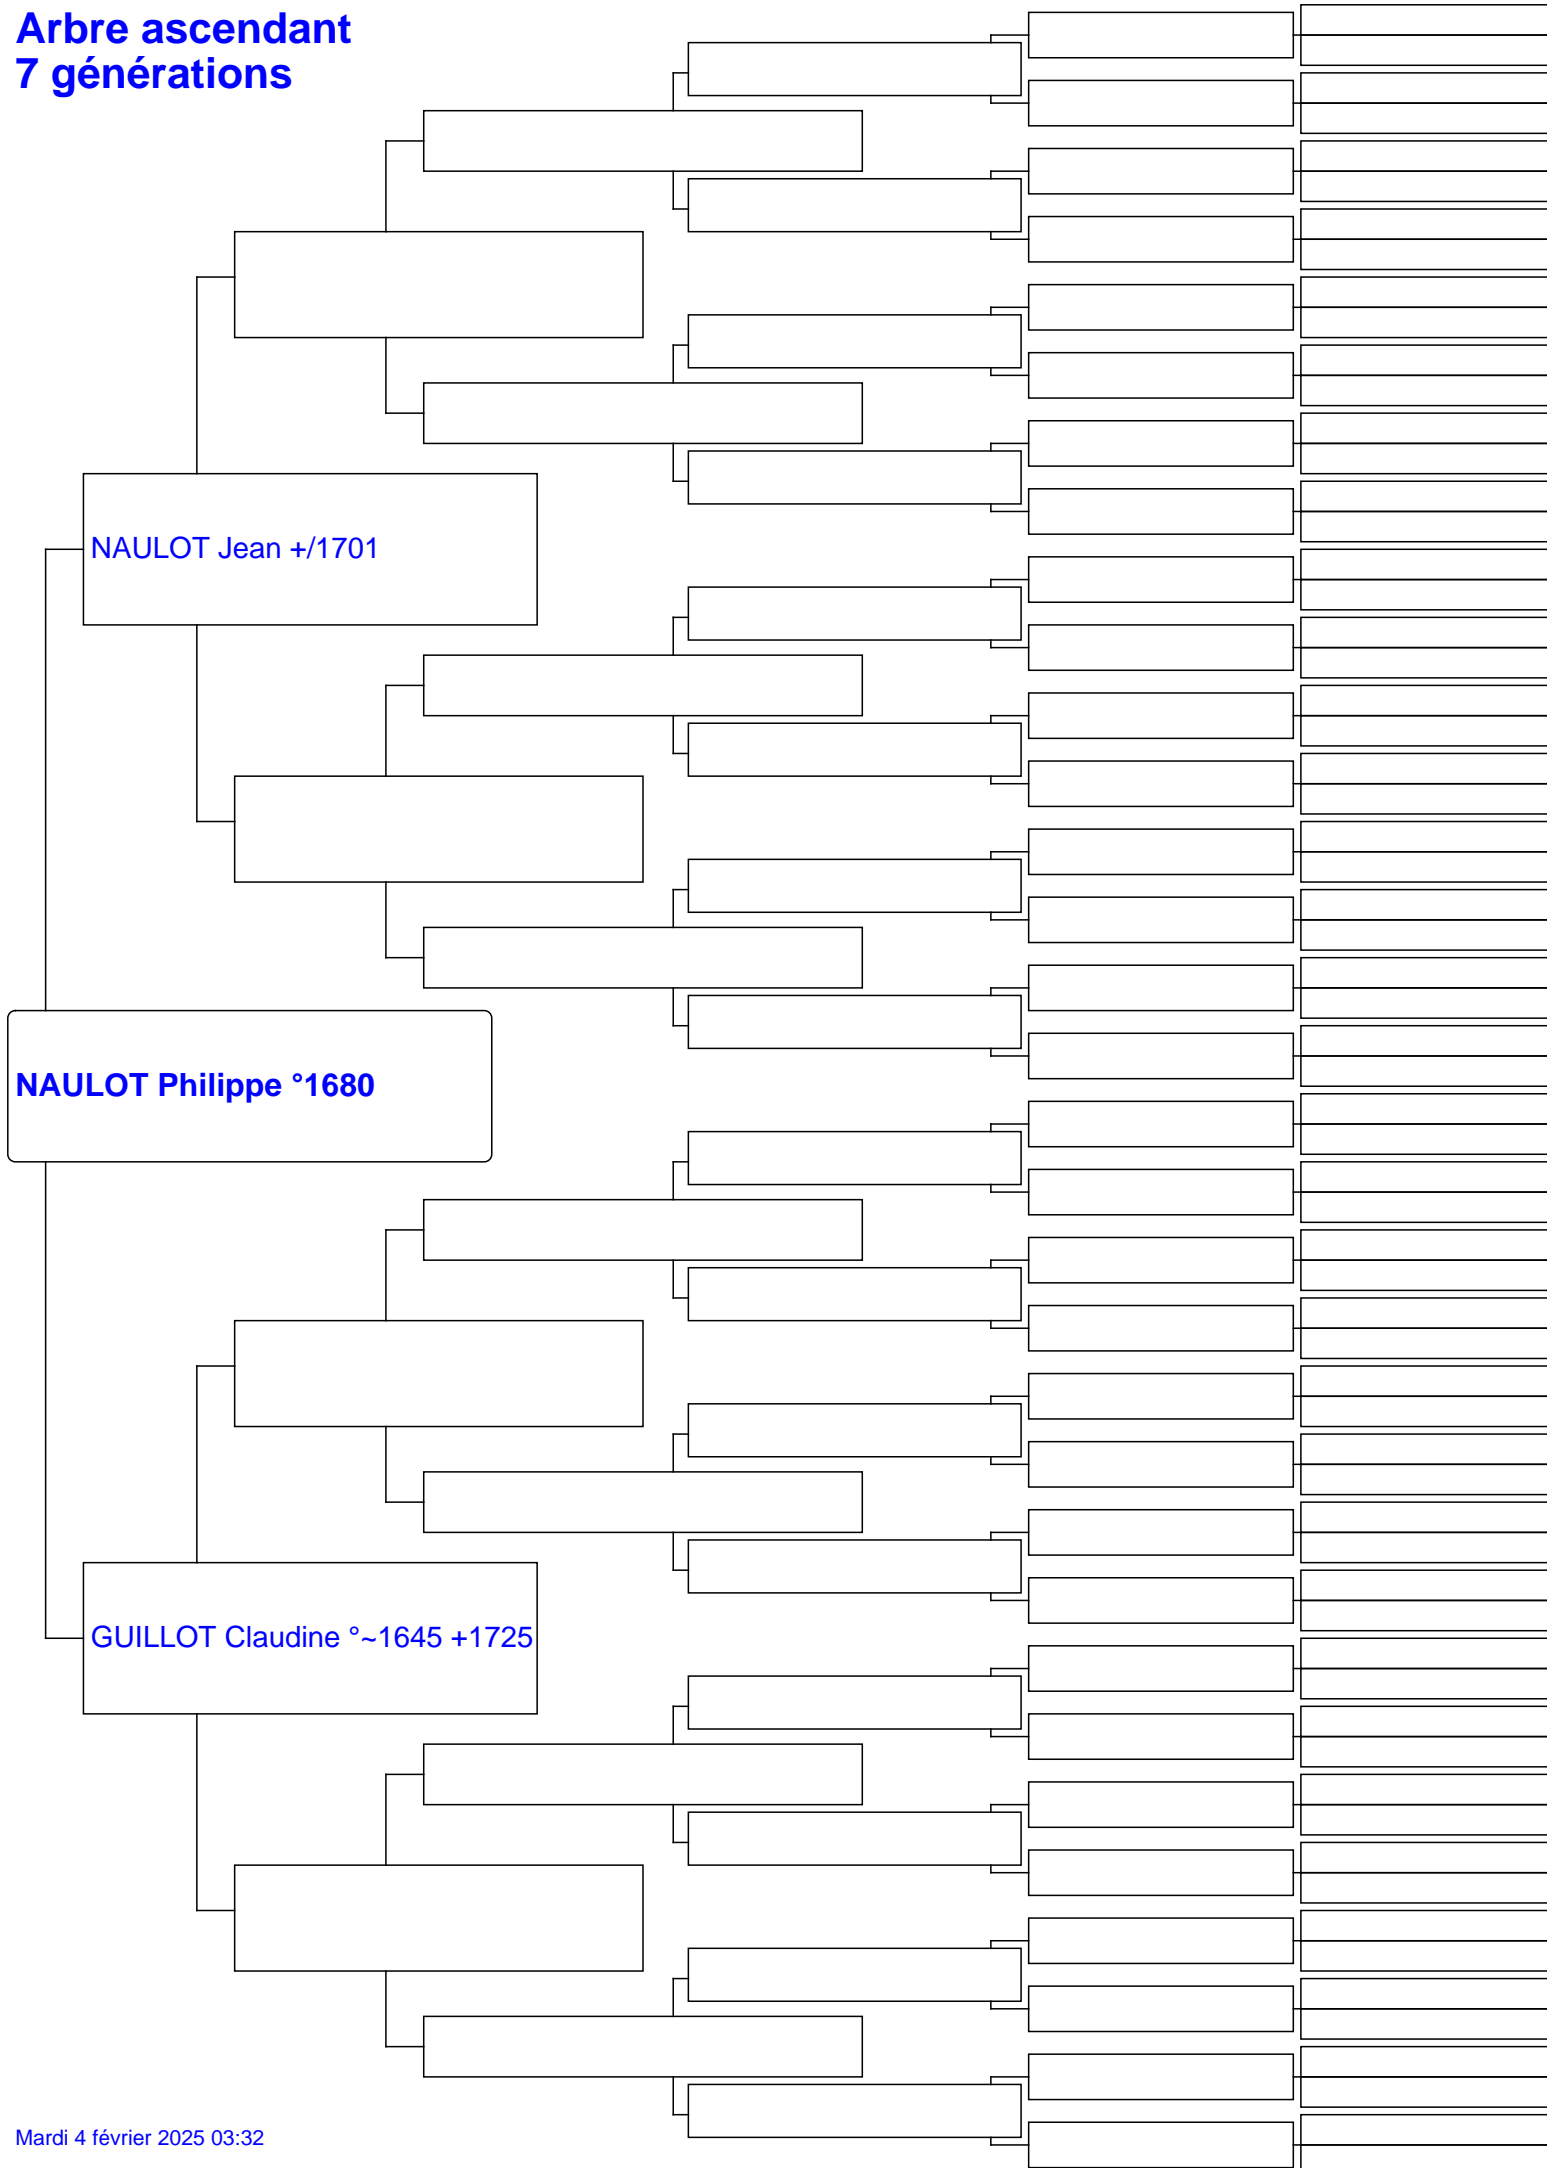 Arbre ascendant
7 générations
NAULOT Jean +/1701
NAULOT Philippe °1680
GUILLOT Claudine °~1645 +1725
Mardi 4 février 2025 03:32